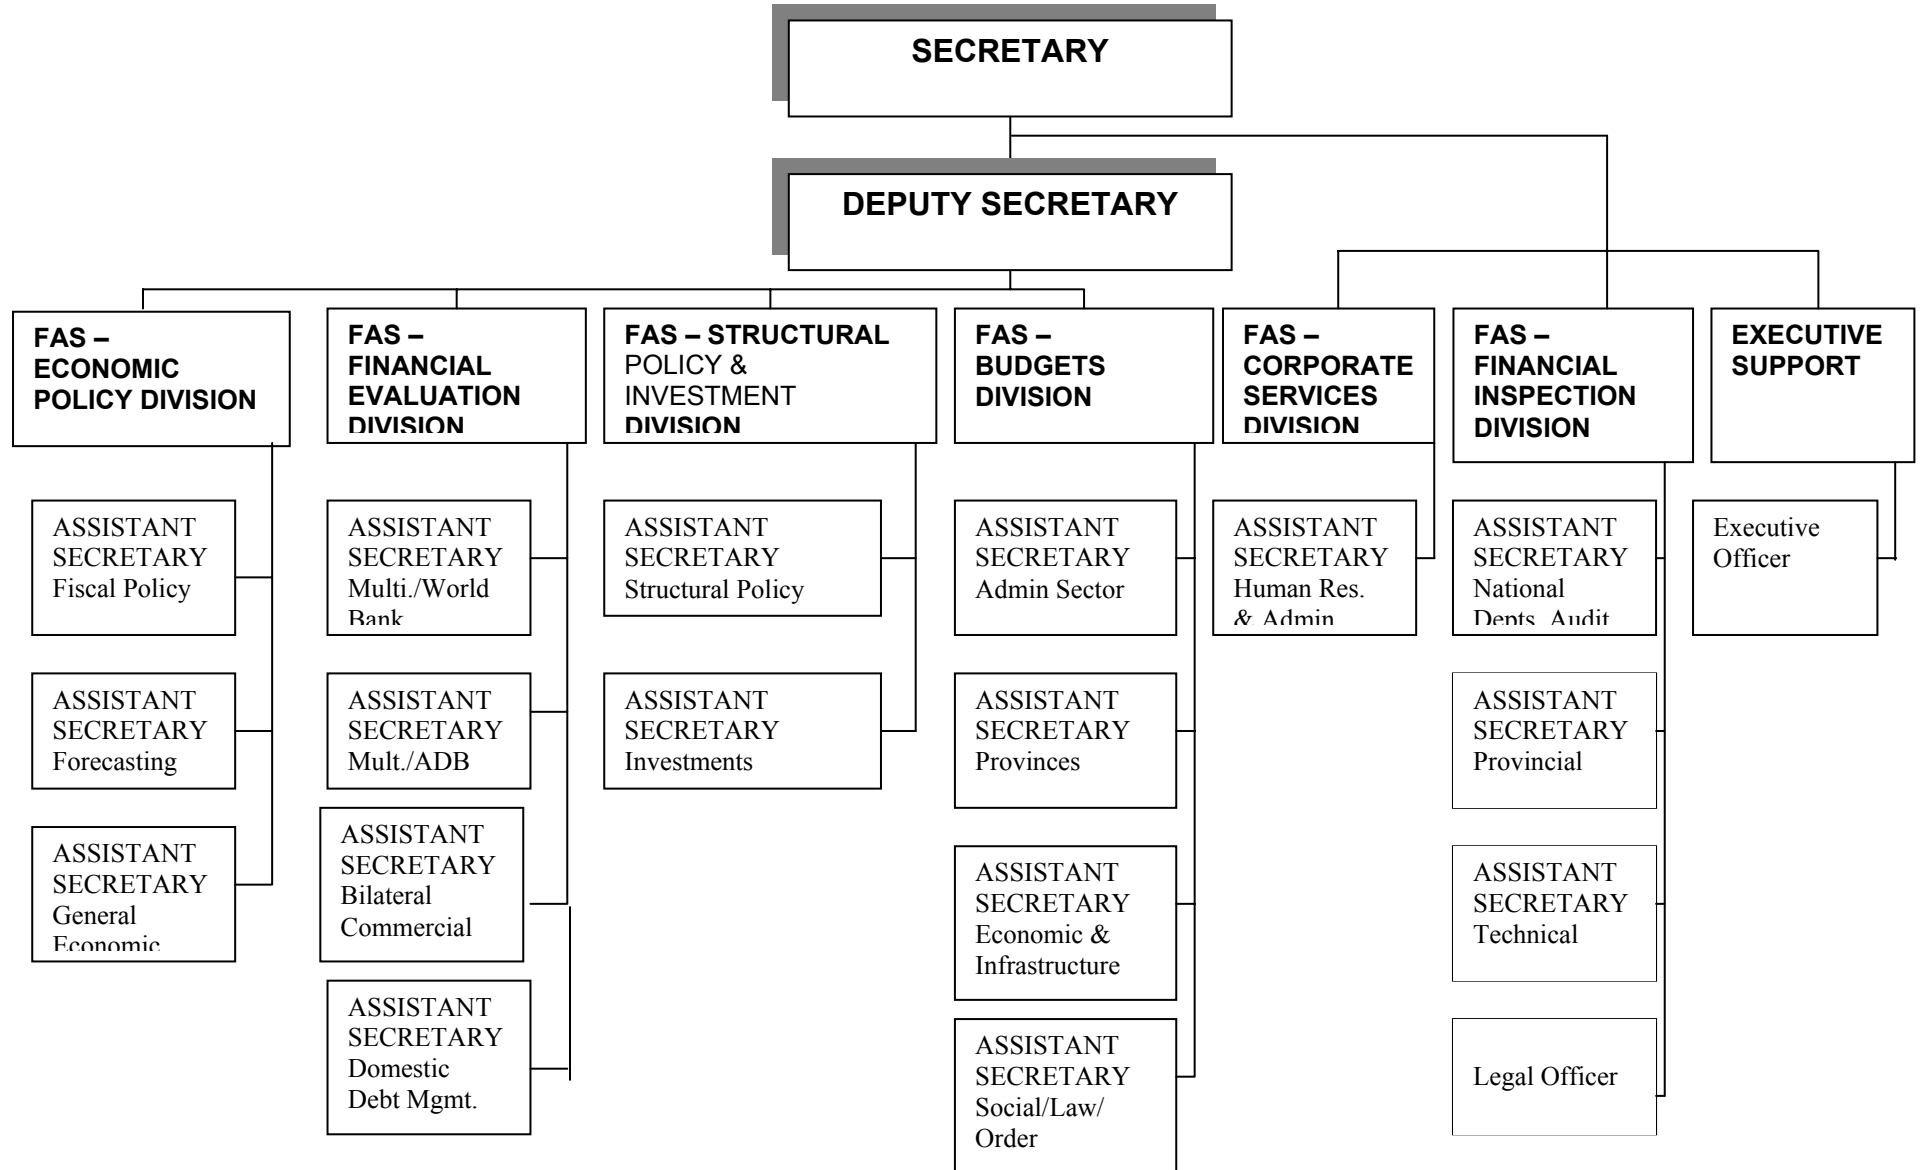 SECRETARY
DEPUTY SECRETARY
FAS –
ECONOMIC
POLICY DIVISION
FAS –
FINANCIAL
EVALUATION
DIVISION
FAS – STRUCTURAL
POLICY &
INVESTMENT
DIVISION
FAS –
BUDGETS
DIVISION
FAS –
CORPORATE
SERVICES
DIVISION
FAS –
FINANCIAL
INSPECTION
DIVISION
EXECUTIVE
SUPPORT
ASSISTANT
SECRETARY
Fiscal Policy
ASSISTANT
SECRETARY
Multi./World
Bank
ASSISTANT
SECRETARY
Structural Policy
ASSISTANT
SECRETARY
Admin Sector
ASSISTANT
SECRETARY
Human Res.
& Admin
ASSISTANT
SECRETARY
National
Depts. Audit
Executive
Officer
ASSISTANT
SECRETARY
Forecasting
ASSISTANT
SECRETARY
Mult./ADB
ASSISTANT
SECRETARY
Investments
ASSISTANT
SECRETARY
Provinces
ASSISTANT
SECRETARY
Provincial
ASSISTANT
SECRETARY
General
Economic
ASSISTANT
SECRETARY
Bilateral
Commercial
ASSISTANT
SECRETARY
Economic &
Infrastructure
ASSISTANT
SECRETARY
Technical
ASSISTANT
SECRETARY
Domestic
Debt Mgmt.
ASSISTANT
SECRETARY
Social/Law/
Order
Legal Officer